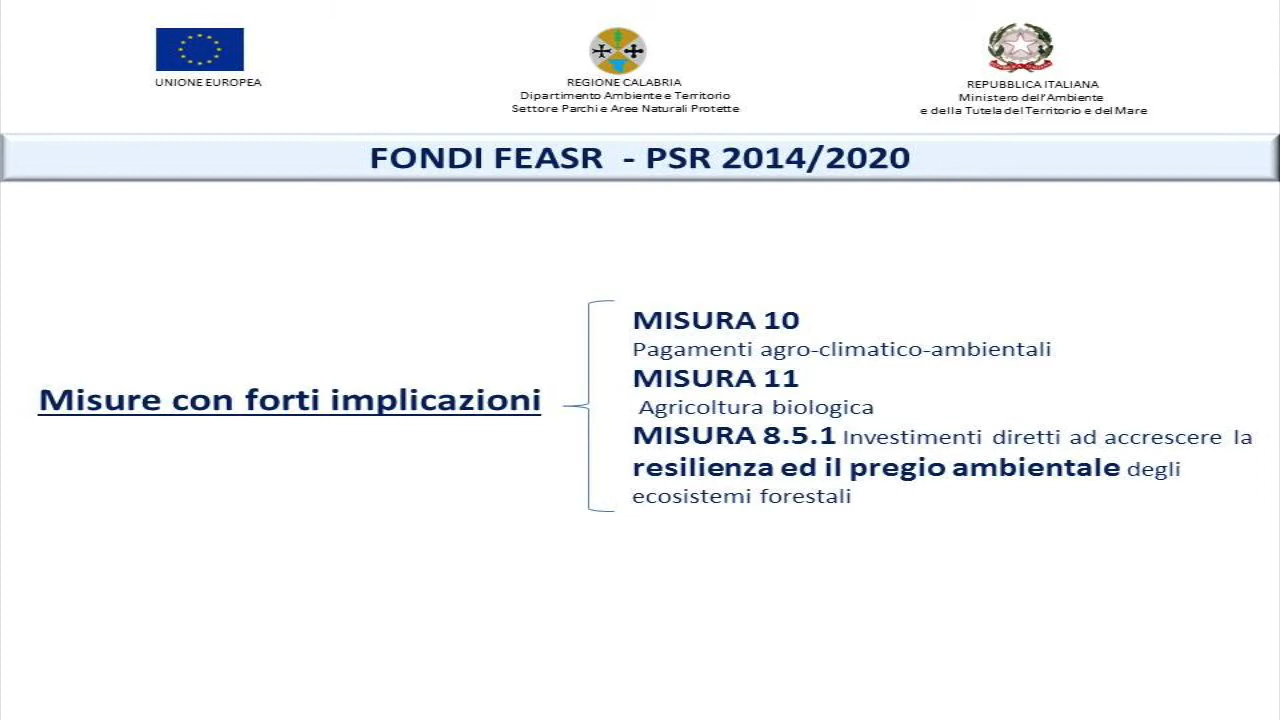 UNIONE EUROPEA
REGIONE CALABRIA
Dipartimento Ambiente e Territorio
Settore Parchi e Aree Naturali Protette
REPUBBLICA ITALIANA
Ministero dell'Ambiente
e della Tutela del Territorio e del Mare
FONDI FEASR - PSR 2014/2020
Misure con forti implicazioni
MISURA 10
Pagamenti agro-climatico-ambientali
MISURA 11
Agricoltura biologica
MISURA 8.5.1 Investimenti diretti ad accrescere la
resilienza ed il pregio ambientale degli
ecosistemi forestali